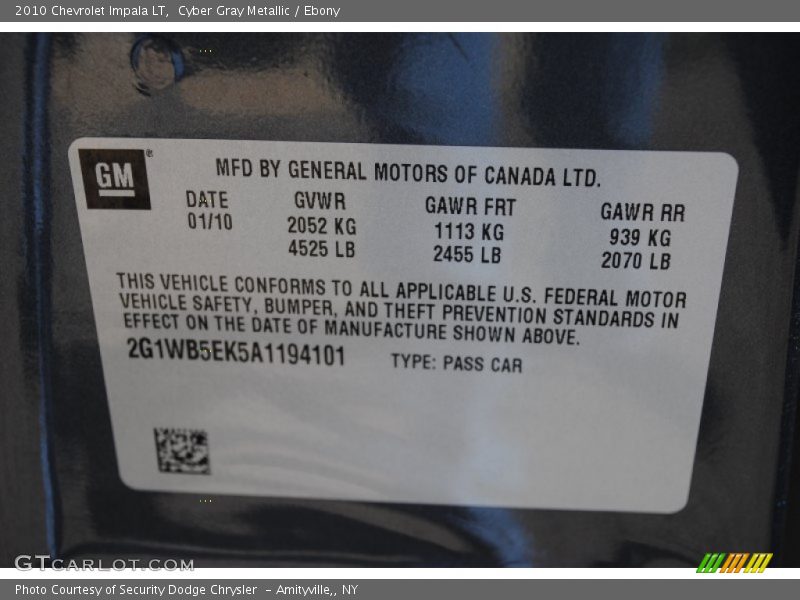 2010 Chevrolet Impala LT,  Cyber Gray Metallic / Ebony
GM®
MFD BY GENERAL MOTORS OF CANADA LTD.
DATE GVWR GAWR FRT GAWR RR
01/10 2052 KG 1113 KG 939 KG
4525 LB 2455 LB 2070 LB
THIS VEHICLE CONFORMS TO ALL APPLICABLE U.S. FEDERAL MOTOR
VEHICLE SAFETY, BUMPER, AND THEFT PREVENTION STANDARDS IN
EFFECT ON THE DATE OF MANUFACTURE SHOWN ABOVE.
2G1WB5EK5A1194101 TYPE: PASS CAR
GTCARLOT.COM
Photo Courtesy of Security Dodge Chrysler  - Amityville,, NY